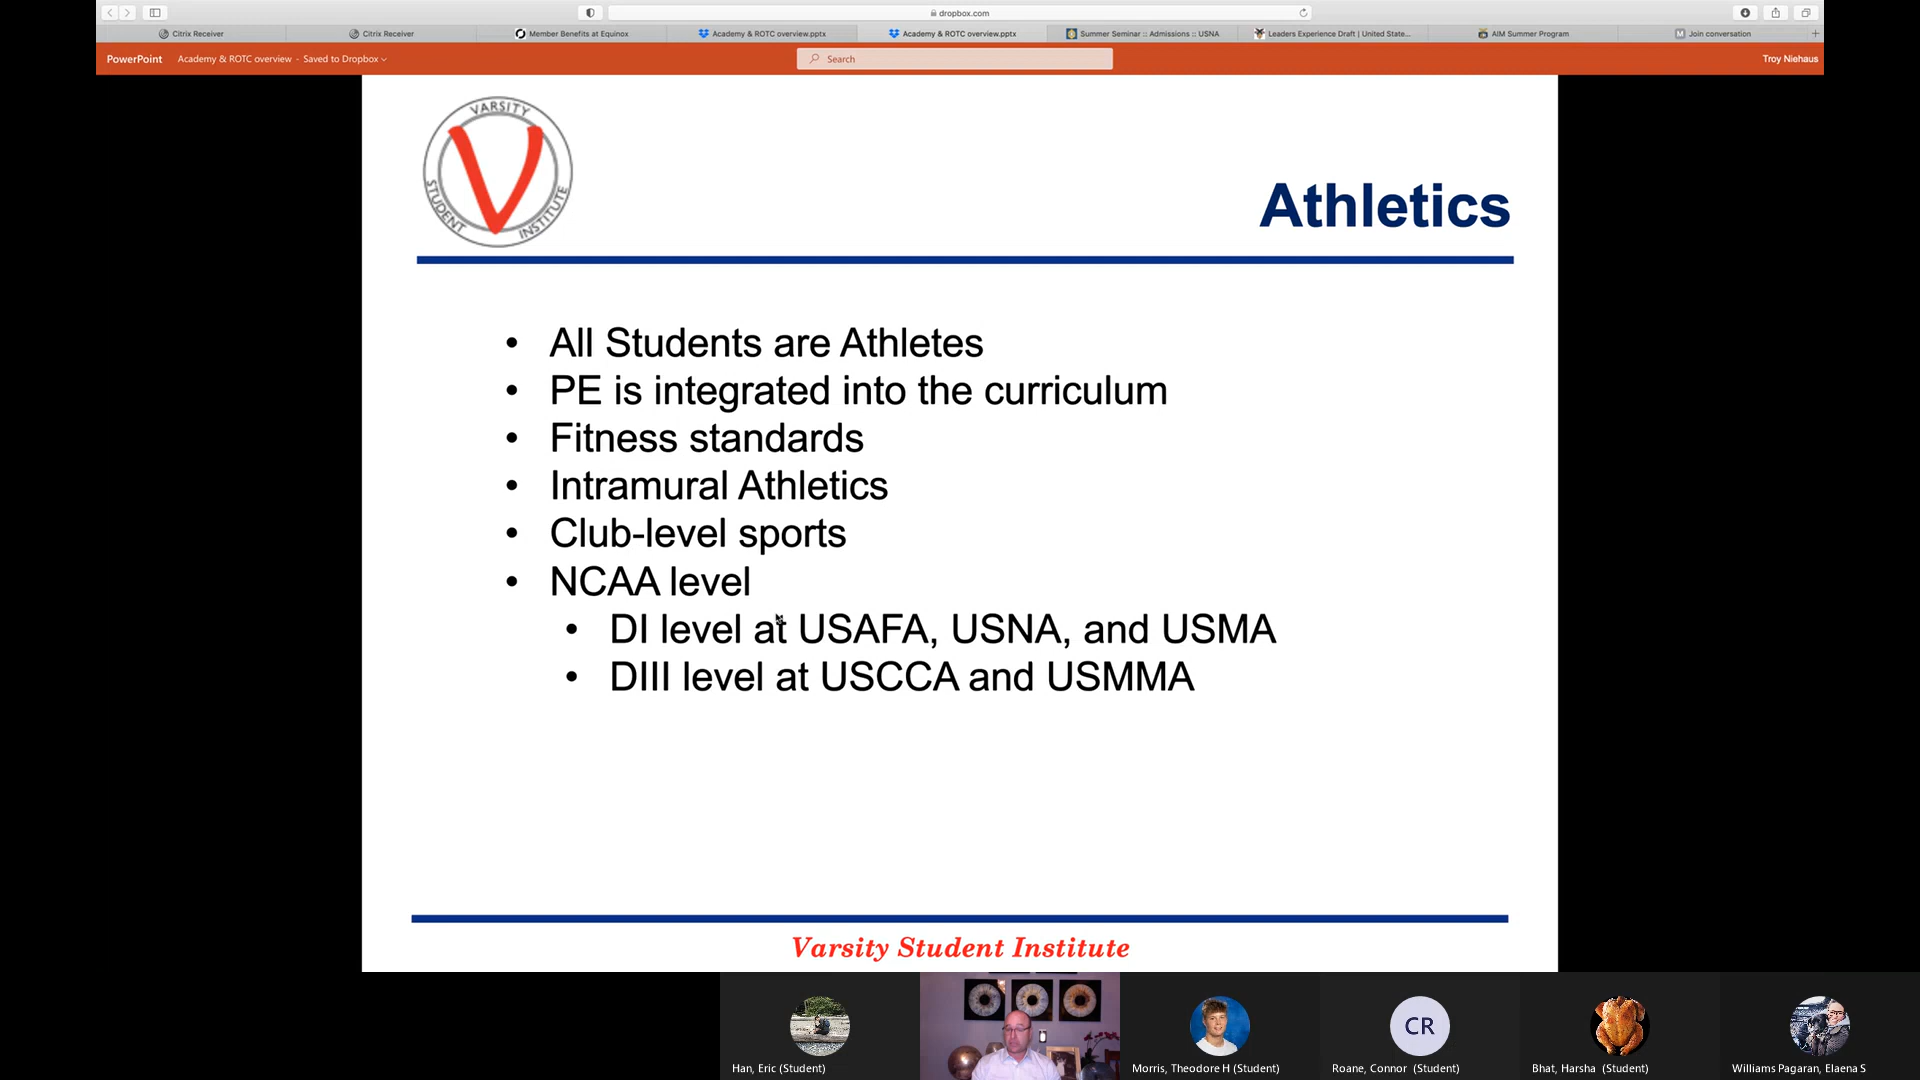 dropbox.com
Citrix Receiver
Citrix Receiver
Member Benefits at Equinox
Academy & ROTC overview.pptx
Academy & ROTC overview.pptx
Summer Seminar :: Admissions :: USNA
Leaders Experience Draft | United State...
AIM Summer Program
M Join conversation
PowerPoint Academy & ROTC overview - Saved to Dropbox
Search
Troy Niehaus
VARSITY
STUDENT INSTITUTE
V
Athletics
• All Students are Athletes
• PE is integrated into the curriculum
• Fitness standards
• Intramural Athletics
• Club-level sports
• NCAA level
• DI level at USAFA, USNA, and USMA
• DIII level at USCCA and USMMA
Varsity Student Institute
CR
Han, Eric (Student)
Morris, Theodore H (Student)
Roane, Connor (Student)
Bhat, Harsha (Student)
Williams Pagaran, Elaena S